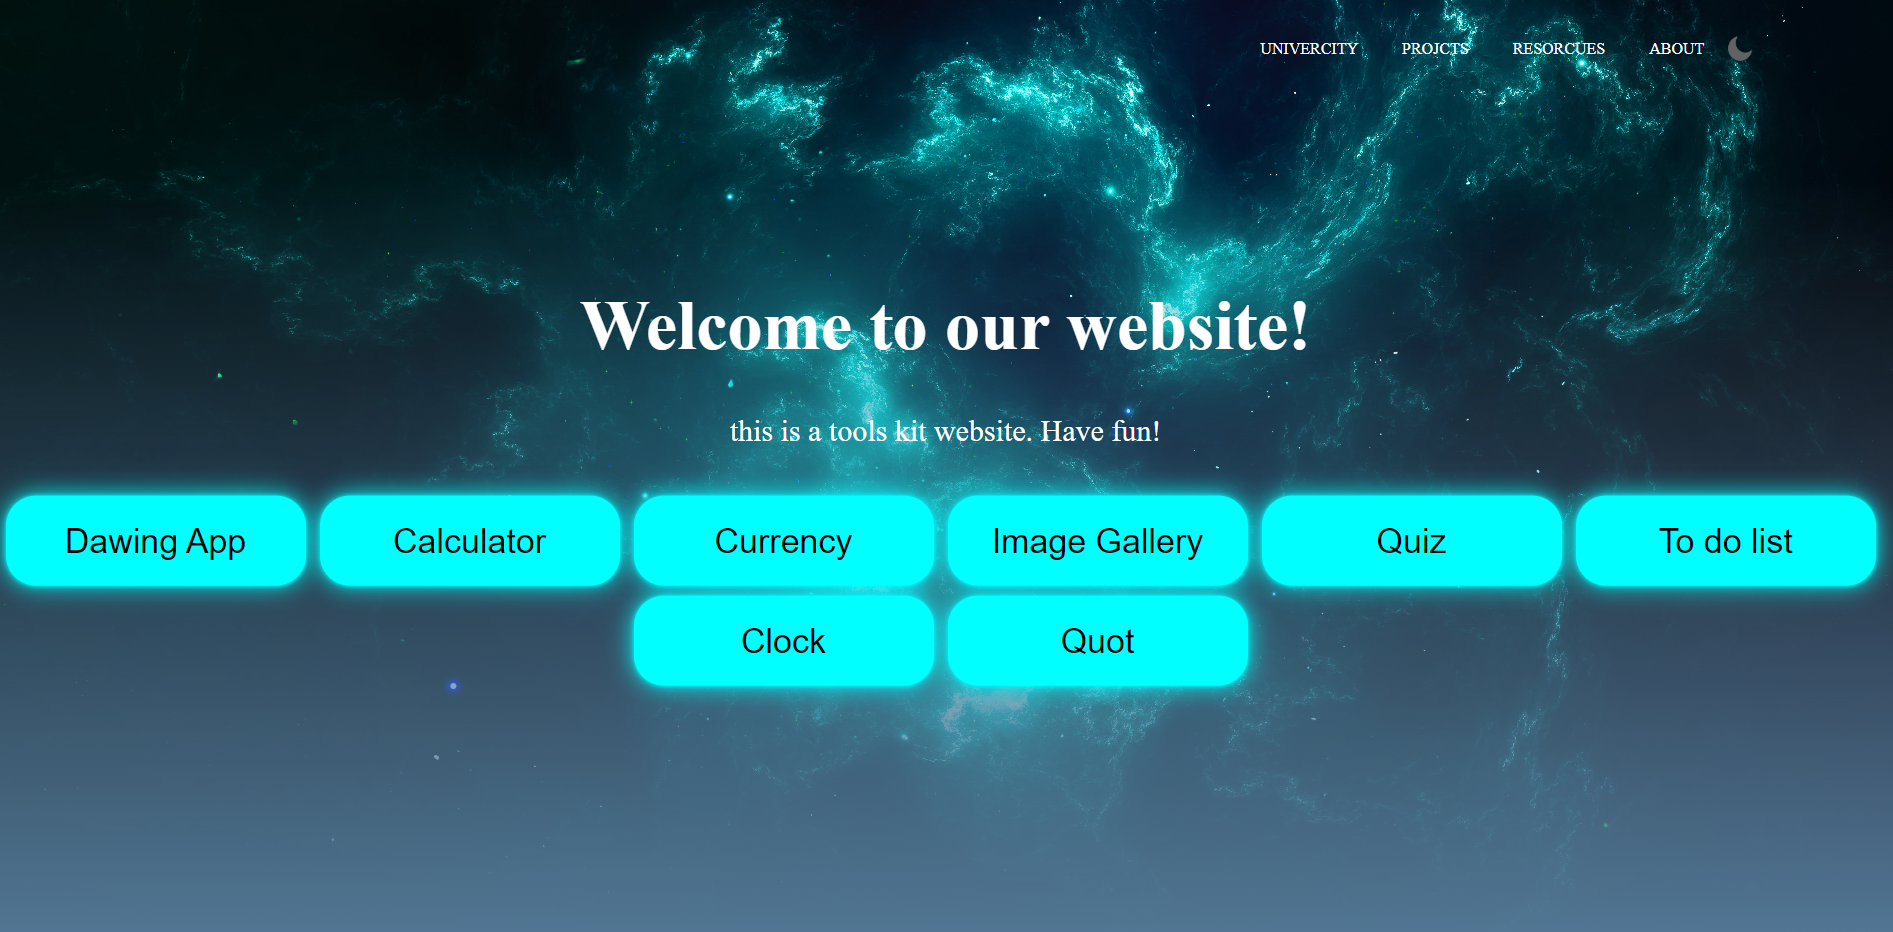 UNIVERCITY PROJCTS RESORCUES ABOUT
Welcome to our website!
this is a tools kit website. Have fun!
Dawing App Calculator Currency Image Gallery Quiz To do list
Clock Quot